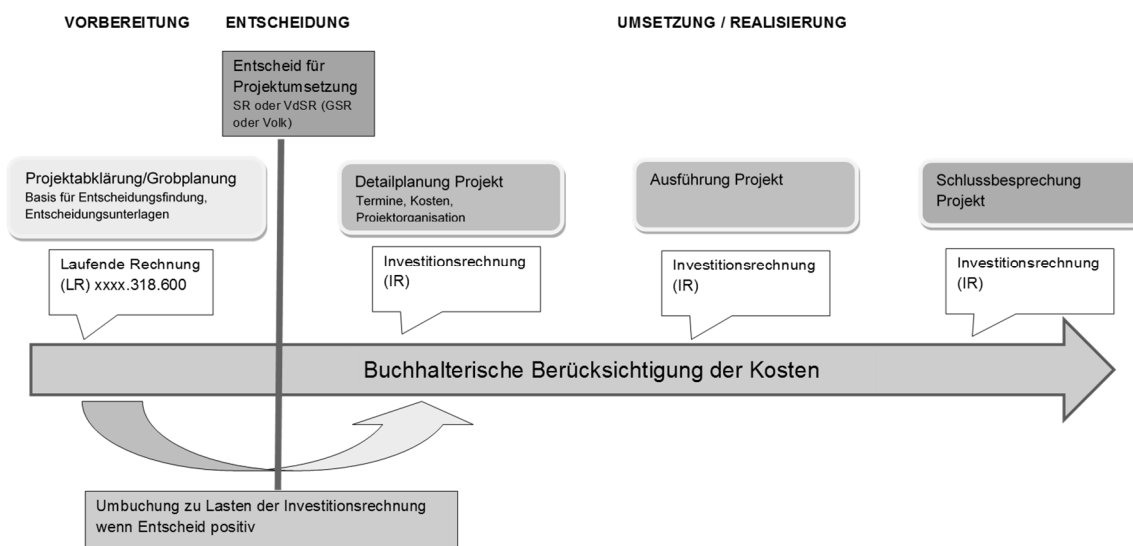 VORBEREITUNG
ENTSCHEIDUNG
UMSETZUNG / REALISIERUNG
Entscheid für
Projektumsetzung
SR oder VdSR (GSR
oder Volk)
Projektabklärung/Grobplanung
Basis für Entscheidungsfindung,
Entscheidungsunterlagen
Detailplanung Projekt
Termine, Kosten,
Projektorganisation
Ausführung Projekt
Schlussbesprechung
Projekt
Laufende Rechnung
(LR) xxxx.318.600
Investitionsrechnung
(IR)
Investitionsrechnung
(IR)
Investitionsrechnung
(IR)
Buchhalterische Berücksichtigung der Kosten
Umbuchung zu Lasten der Investitionsrechnung
wenn Entscheid positiv